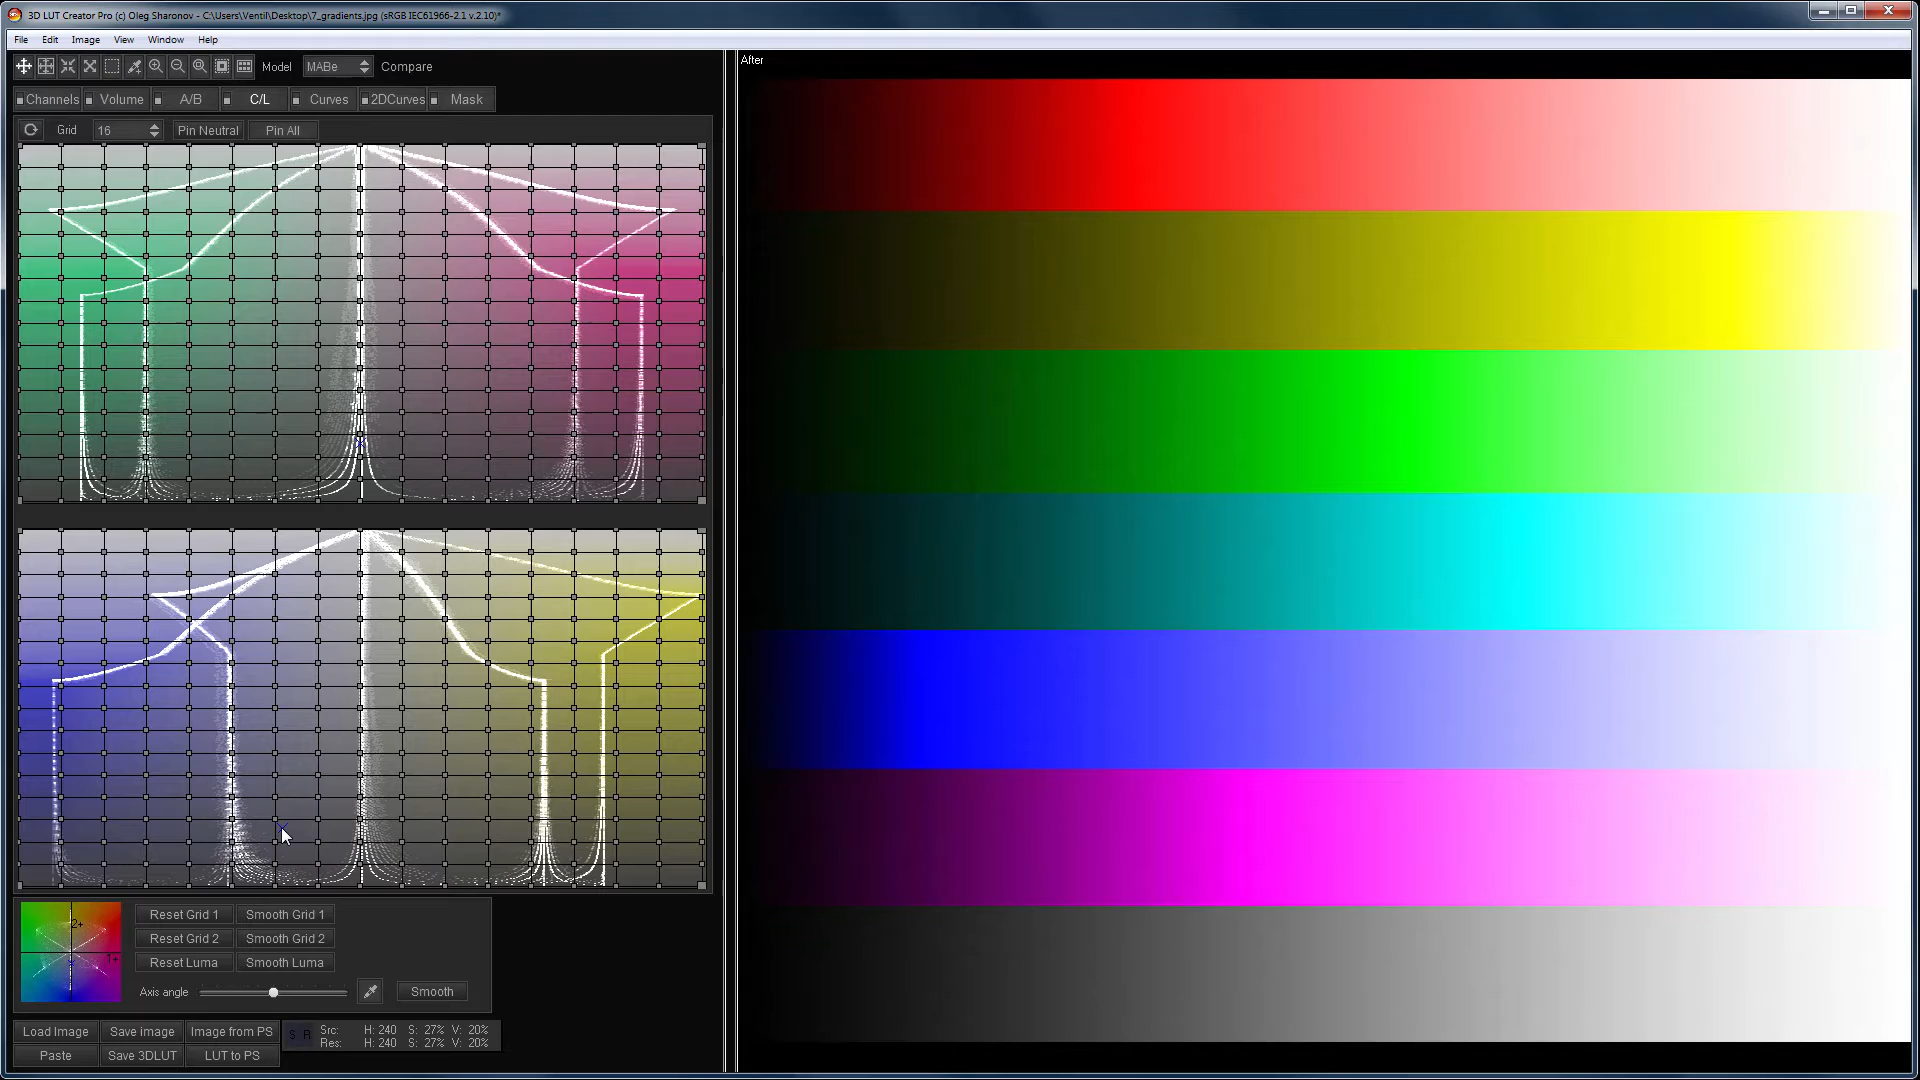 3D LUT Creator Pro (c) Oleg Sharonov - C:\Users\Ventil\Desktop\7_gradients.jpg (sRGB IEC61966-2.1 v.2.10)*
File Edit Image View Window Help
Model MABe Compare
Channels Volume A/B C/L Curves 2DCurves Mask
Grid 16 Pin Neutral Pin All
After
2+
1+
Reset Grid 1 Smooth Grid 1
Reset Grid 2 Smooth Grid 2
Reset Luma Smooth Luma
Axis angle Smooth
Load Image Save image Image from PS
Paste Save 3DLUT LUT to PS
S R
Src: H: 240 S: 27% V: 20%
Res: H: 240 S: 27% V: 20%